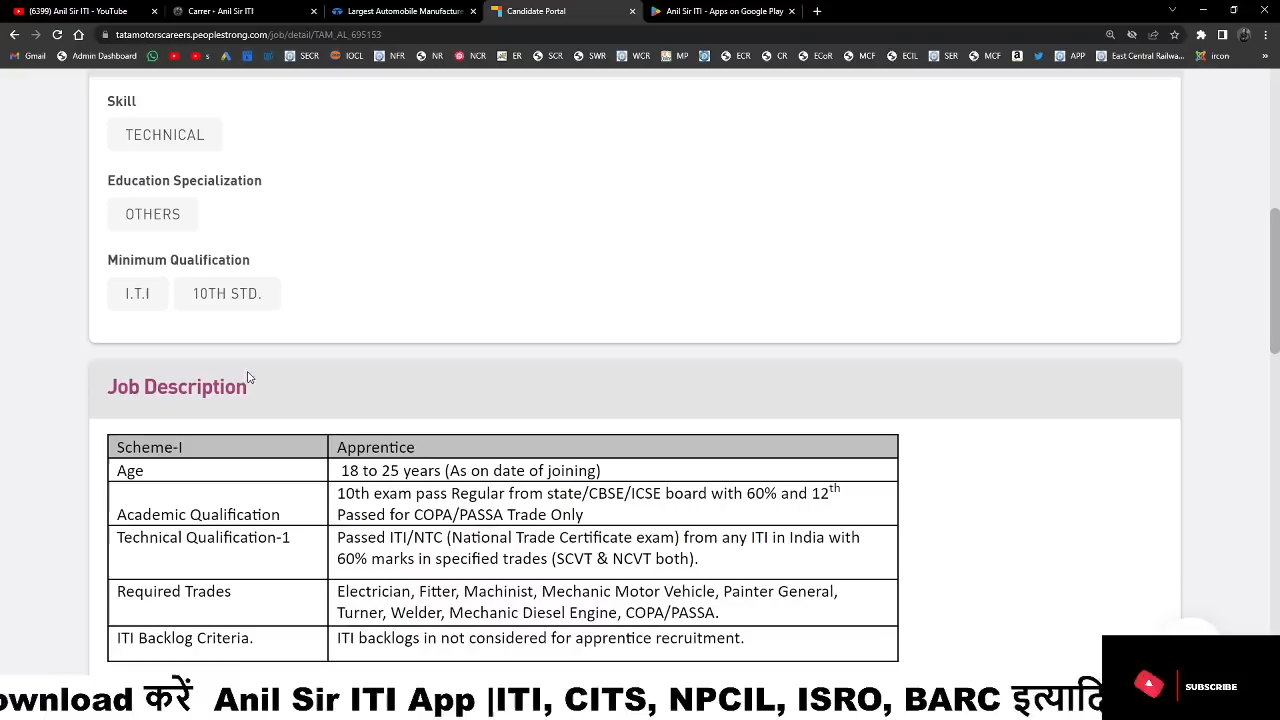 (6399) Anil Sir ITI - YouTube
Carrer • Anil Sir ITI
Largest Automobile Manufacture
Candidate Portal
Anil Sir ITI - Apps on Google Play
tatamotorscareers.peoplestrong.com/job/detail/TAM_AL_695153
Gmail Admin Dashboard s SECR IOCL NFR NR NCR ER SCR SWR WCR MP ECR CR ECoR MCF ECIL SER MCF APP East Central Railwa... ircon »
Skill
TECHNICAL
Education Specialization
OTHERS
Minimum Qualification
I.T.I 10TH STD.
Job Description
Scheme-I Apprentice
Age 18 to 25 years (As on date of joining)
Academic Qualification 10th exam pass Regular from state/CBSE/ICSE board with 60% and 12th
Passed for COPA/PASSA Trade Only
Technical Qualification-1 Passed ITI/NTC (National Trade Certificate exam) from any ITI in India with
60% marks in specified trades (SCVT & NCVT both).
Required Trades Electrician, Fitter, Machinist, Mechanic Motor Vehicle, Painter General,
Turner, Welder, Mechanic Diesel Engine, COPA/PASSA.
ITI Backlog Criteria. ITI backlogs in not considered for apprentice recruitment.
ownload करें Anil Sir ITI App |ITI, CITS, NPCIL, ISRO, BARC इत्यादि
SUBSCRIBE